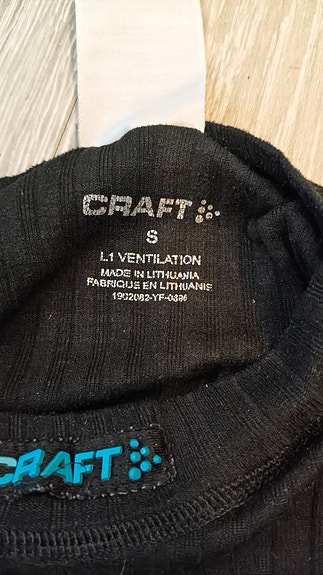 CRAFT
S
L1 VENTILATION
MADE IN LITHUANIA
FABRIQUE EN LITHUANIE
CRAFT